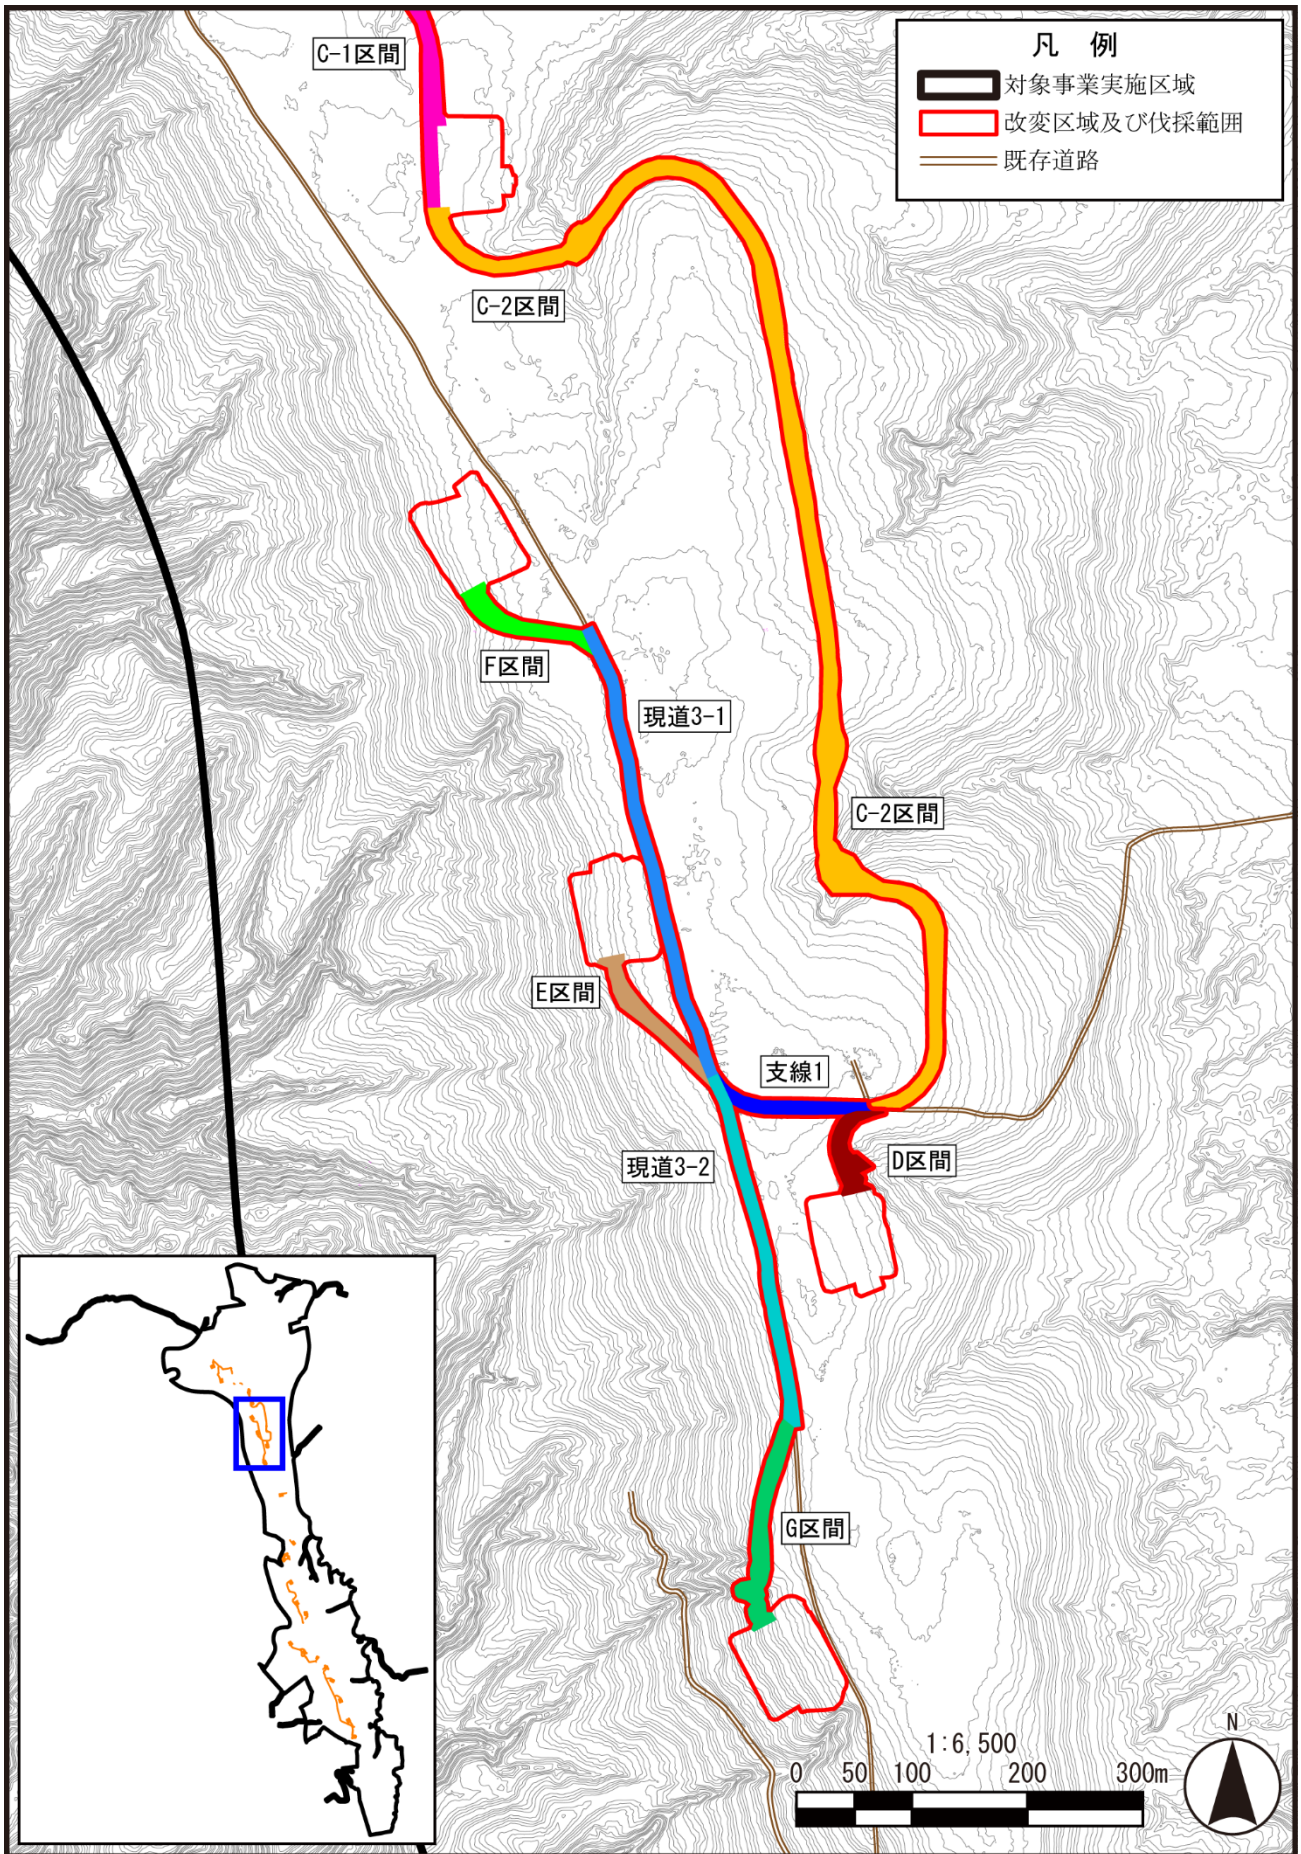 凡 例
対象事業実施区域
改変区域及び伐採範囲
既存道路
C-1区間
C-2区間
F区間
現道3-1
C-2区間
E区間
支線1
現道3-2
D区間
G区間
1:6,500
0 50 100 200 300m
N